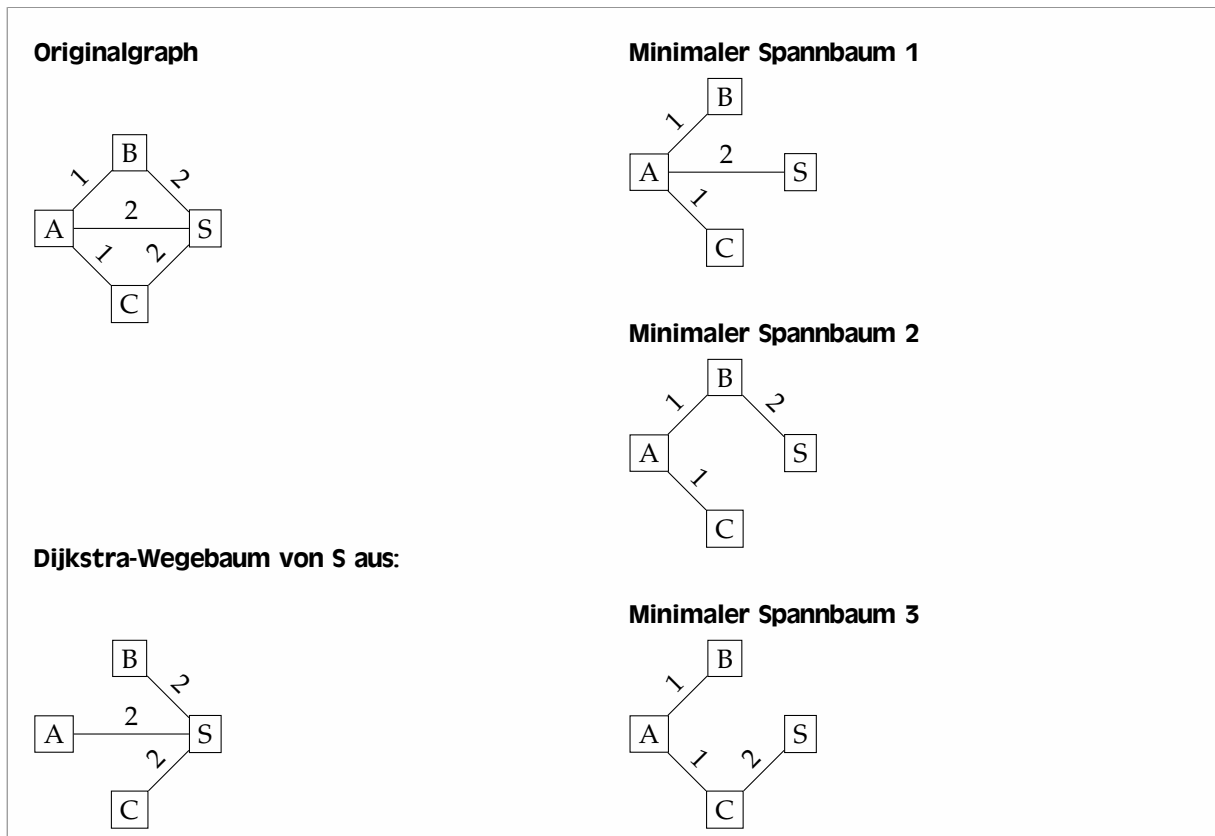 Originalgraph
B
1
2
A
2
S
1
2
C
Dijkstra-Wegebaum von S aus:
B
2
A
2
S
2
C
Minimaler Spannbaum 1
B
1
A
2
S
1
C
Minimaler Spannbaum 2
B
1
2
A
S
1
C
Minimaler Spannbaum 3
B
1
A
S
1
2
C